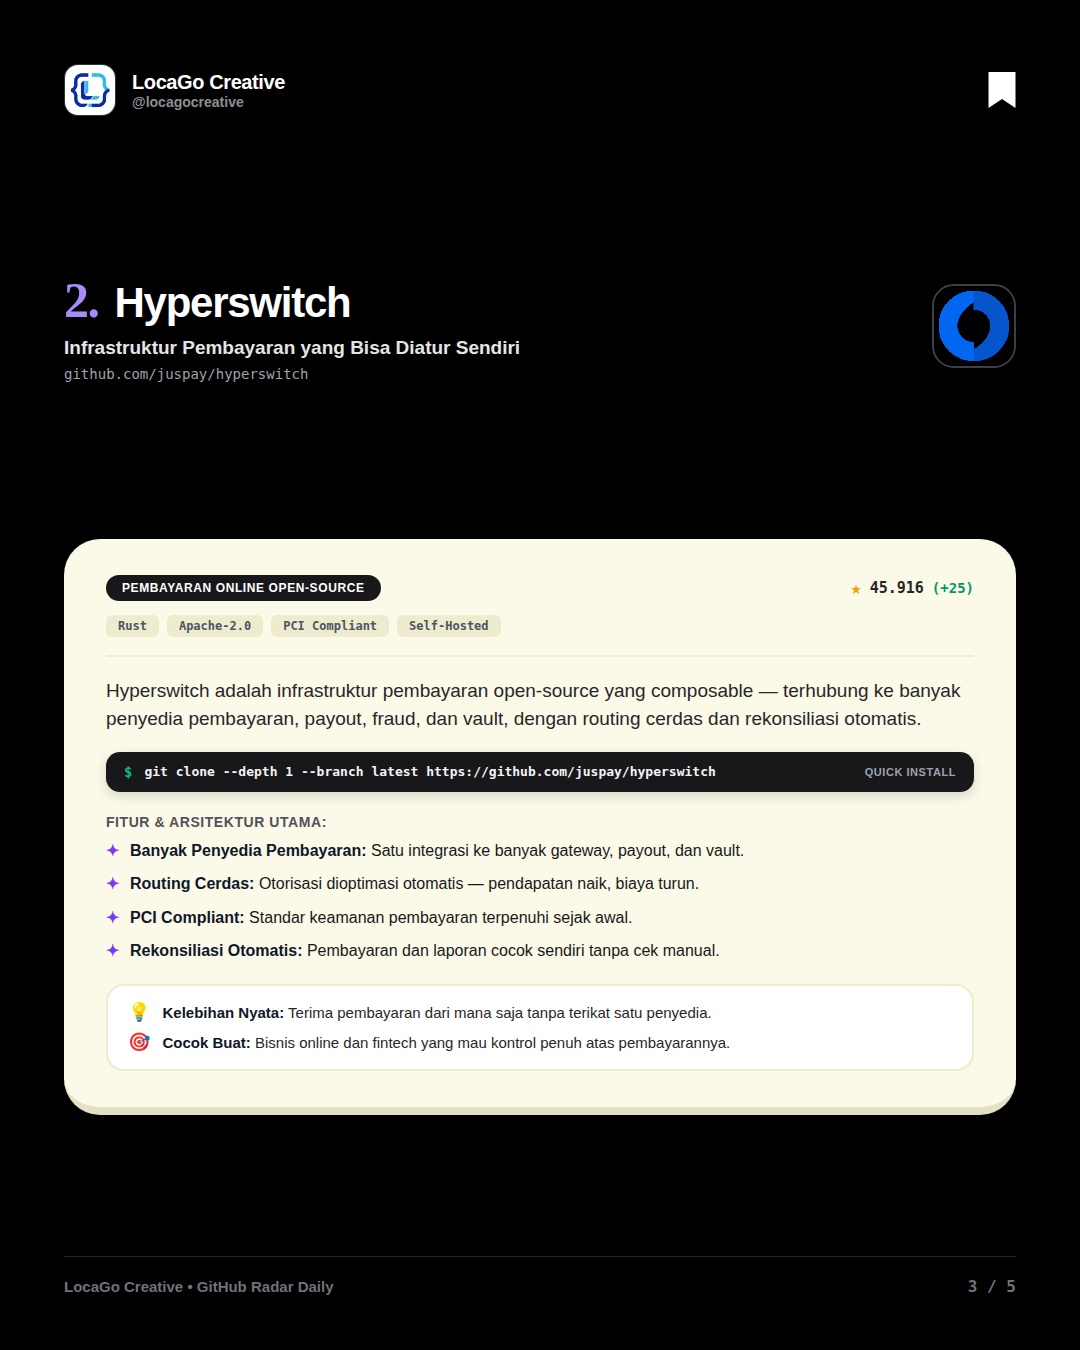 LocaGo Creative
@locagocreative
2. Hyperswitch
Infrastruktur Pembayaran yang Bisa Diatur Sendiri
github.com/juspay/hyperswitch
PEMBAYARAN ONLINE OPEN-SOURCE
★ 45.916 (+25)
Rust Apache-2.0 PCI Compliant Self-Hosted
Hyperswitch adalah infrastruktur pembayaran open-source yang composable — terhubung ke banyak
penyedia pembayaran, payout, fraud, dan vault, dengan routing cerdas dan rekonsiliasi otomatis.
$ git clone --depth 1 --branch latest https://github.com/juspay/hyperswitch QUICK INSTALL
FITUR & ARSITEKTUR UTAMA:
✦ Banyak Penyedia Pembayaran: Satu integrasi ke banyak gateway, payout, dan vault.
✦ Routing Cerdas: Otorisasi dioptimasi otomatis — pendapatan naik, biaya turun.
✦ PCI Compliant: Standar keamanan pembayaran terpenuhi sejak awal.
✦ Rekonsiliasi Otomatis: Pembayaran dan laporan cocok sendiri tanpa cek manual.
💡 Kelebihan Nyata: Terima pembayaran dari mana saja tanpa terikat satu penyedia.
🎯 Cocok Buat: Bisnis online dan fintech yang mau kontrol penuh atas pembayarannya.
LocaGo Creative • GitHub Radar Daily
3 / 5